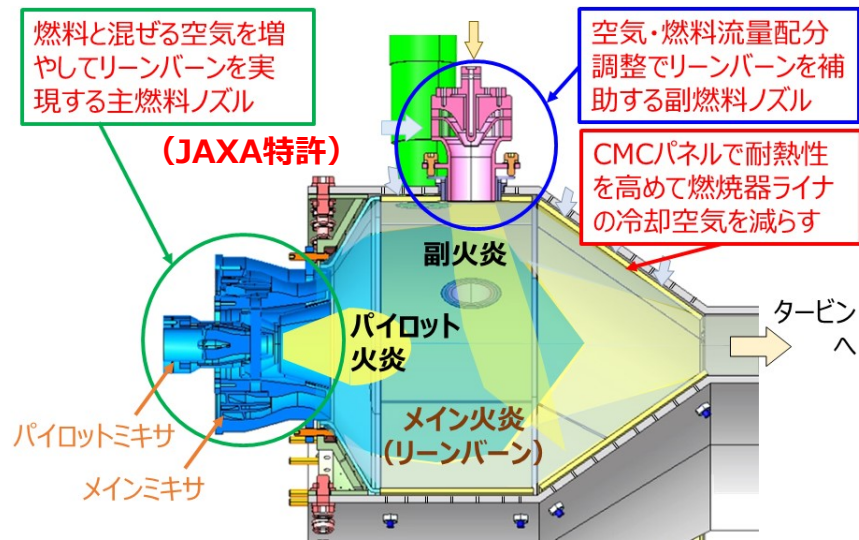 燃料と混ぜる空気を増
やしてリーンバーンを実
現する主燃料ノズル
（JAXA特許）
空気・燃料流量配分
調整でリーンバーンを補
助する副燃料ノズル
CMCパネルで耐熱性
を高めて燃焼器ライナ
の冷却空気を減らす
副火炎
パイロット
火炎
タービン
へ
メイン火炎
（リーンバーン）
パイロットミキサ
メインミキサ